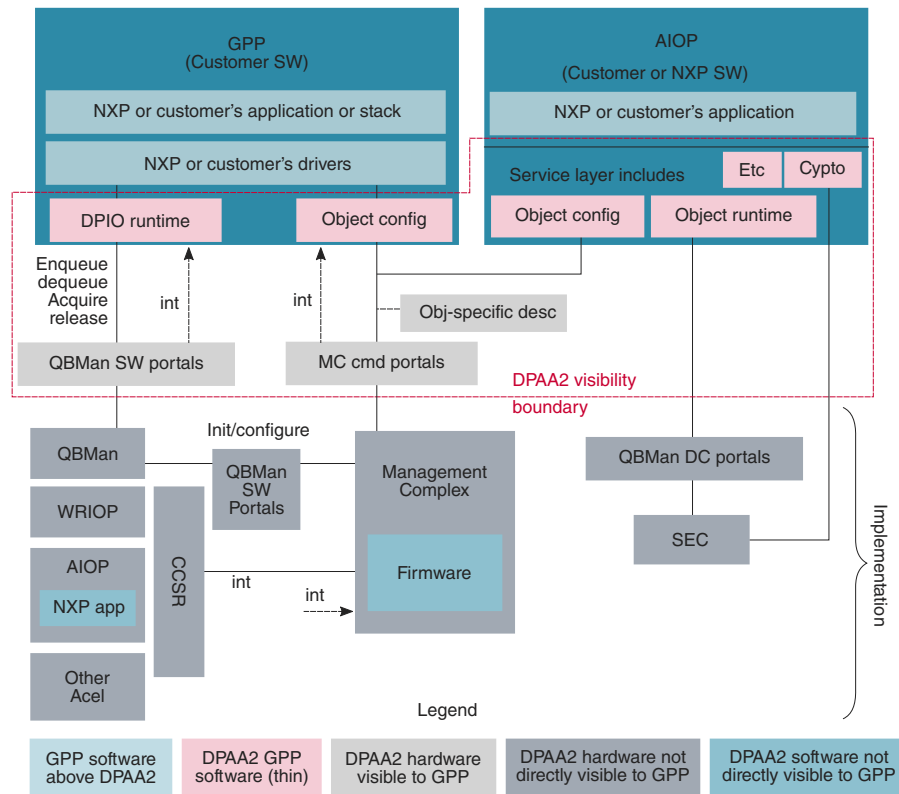 GPP
(Customer SW)
NXP or customer's application or stack
NXP or customer's drivers
DPIO runtime
Object config
AIOP
(Customer or NXP SW)
NXP or customer's application
Service layer includes
Etc
Cypto
Object config
Object runtime
Enqueue
dequeue
Acquire
release
int
int
Obj-specific desc
QBMan SW portals
MC cmd portals
DPAA2 visibility
boundary
QBMan
Init/configure
QBMan
SW
Portals
Management
Complex
Firmware
QBMan DC portals
SEC
WRIOP
AIOP
NXP app
CCSR
int
int
Other
Acel
Implementation
Legend
GPP software
above DPAA2
DPAA2 GPP
software (thin)
DPAA2 hardware
visible to GPP
DPAA2 hardware not
directly visible to GPP
DPAA2 software not
directly visible to GPP